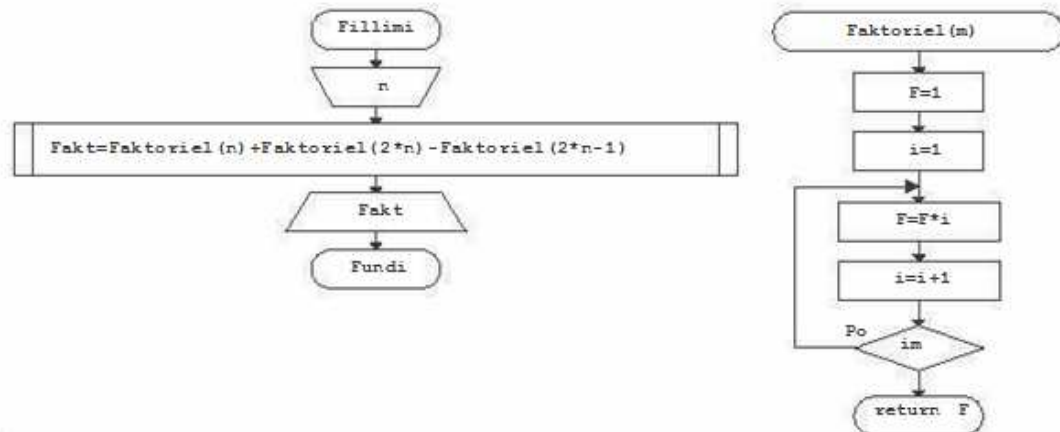 Fillimi
n
Fakt=Faktoriel(n)+Faktoriel(2*n)-Faktoriel(2*n-1)
Fakt
Fundi
Faktoriel(m)
F=1
i=1
F=F*i
i=i+1
Po
im
return F